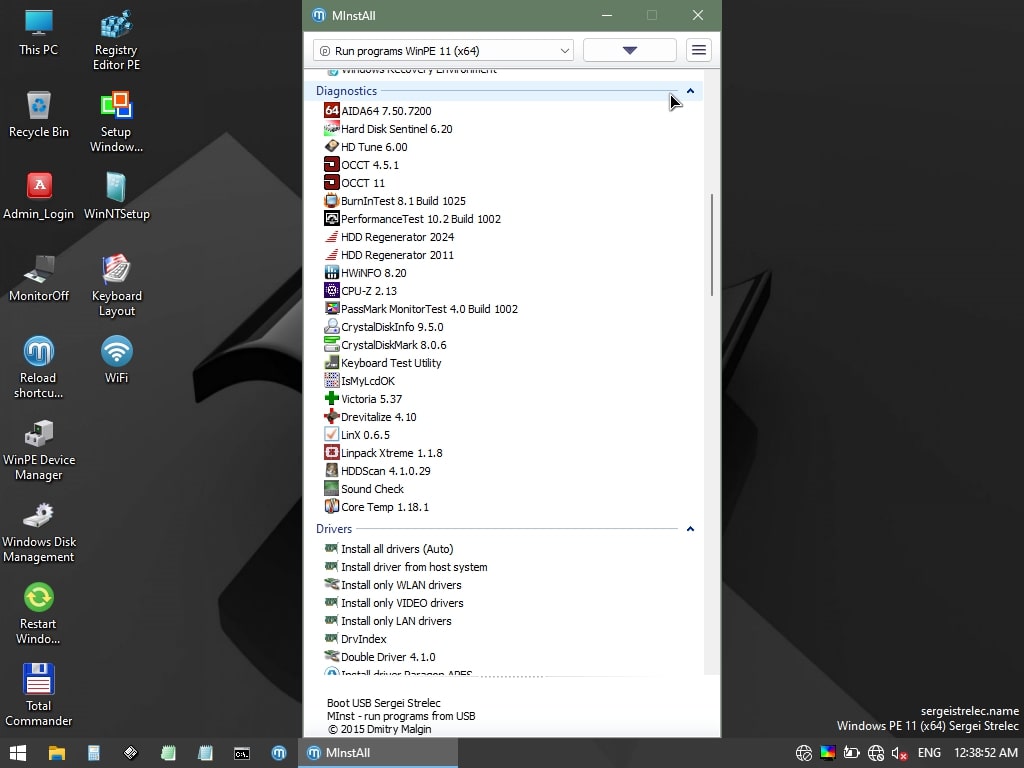 This PC
Registry
Editor PE
Recycle Bin
Setup
Window...
Admin_Login
WinNTSetup
MonitorOff
Keyboard
Layout
Reload
shortcu...
WiFi
WinPE Device
Manager
Windows Disk
Management
Restart
Windo...
Total
Commander
MInstAll
Run programs WinPE 11 (x64)
Windows Recovery Environment
Diagnostics
64 AIDA64 7.50.7200
Hard Disk Sentinel 6.20
HD Tune 6.00
OCCT 4.5.1
OCCT 11
BurnInTest 8.1 Build 1025
PerformanceTest 10.2 Build 1002
HDD Regenerator 2024
HDD Regenerator 2011
HWiNFO 8.20
CPU-Z 2.13
PassMark MonitorTest 4.0 Build 1002
CrystalDiskInfo 9.5.0
CrystalDiskMark 8.0.6
Keyboard Test Utility
IsMyLcdOK
Victoria 5.37
Drevitalize 4.10
LinX 0.6.5
Linpack Xtreme 1.1.8
HDDScan 4.1.0.29
Sound Check
Core Temp 1.18.1
Drivers
Install all drivers (Auto)
Install driver from host system
Install only WLAN drivers
Install only VIDEO drivers
Install only LAN drivers
DrvIndex
Double Driver 4.1.0
Install driver Paragon APFS
Boot USB Sergei Strelec
MInst - run programs from USB
© 2015 Dmitry Malgin
sergeistrelec.name
Windows PE 11 (x64) Sergei Strelec
MInstAll
ENG
12:38:52 AM